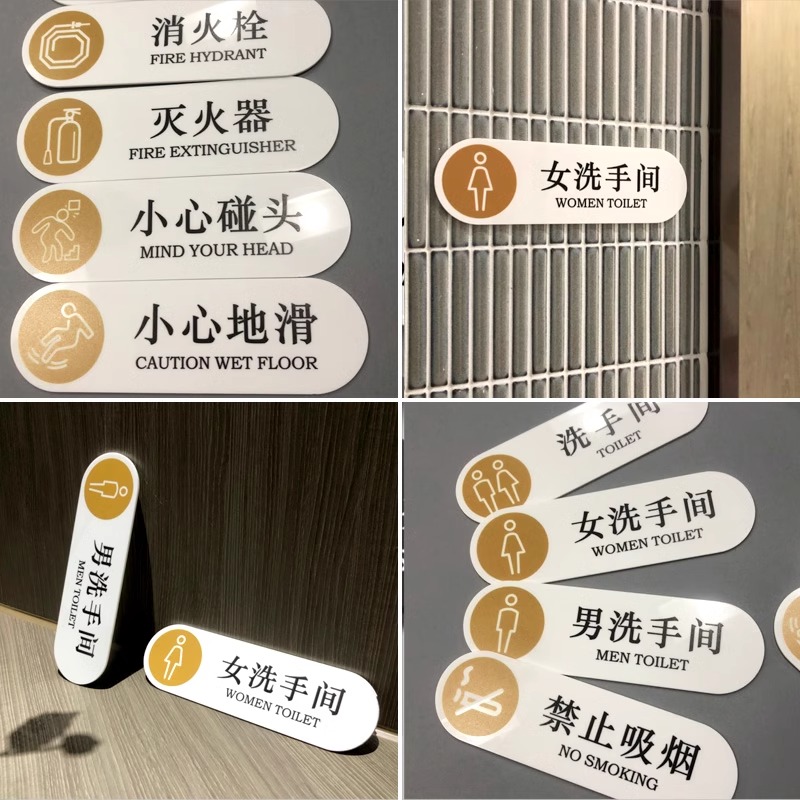 消火栓
FIRE HYDRANT
灭火器
FIRE EXTINGUISHER
小心碰头
MIND YOUR HEAD
小心地滑
CAUTION WET FLOOR
女洗手间
WOMEN TOILET
男洗手间
MEN TOILET
女洗手间
WOMEN TOILET
洗手间
TOILET
女洗手间
WOMEN TOILET
男洗手间
MEN TOILET
禁止吸烟
NO SMOKING